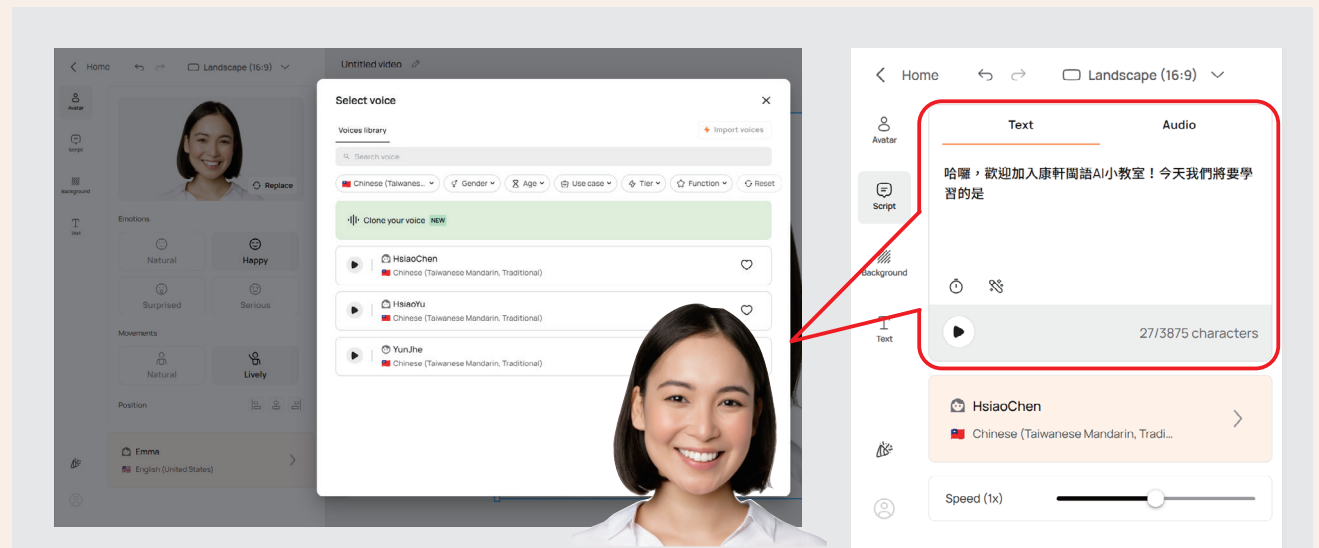 Home
Landscape (16:9)
Untitled video
Avatar
Script
Background
Text
Replace
Emotions
Natural
Happy
Surprised
Serious
Movements
Natural
Lively
Position
Emma
English (United States)
Select voice
Voices library
Import voices
Search voice
Chinese (Taiwanes...
Gender
Age
Use case
Tier
Function
Reset
Clone your voice NEW
HsiaoChen
Chinese (Taiwanese Mandarin, Traditional)
HsiaoYu
Chinese (Taiwanese Mandarin, Traditional)
YunJhe
Chinese (Taiwanese Mandarin, Traditional)
Home
Landscape (16:9)
Avatar
Script
Background
Text
Text
Audio
哈囉，歡迎加入康軒閩語AI小教室！今天我們將要學
習的是
27/3875 characters
HsiaoChen
Chinese (Taiwanese Mandarin, Tradi...
Speed (1x)